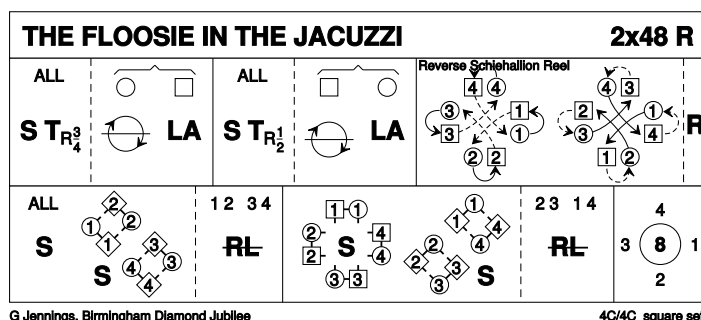 THE FLOOSIE IN THE JACUZZI 2x48 R
ALL ALL Reverse Schiehallion Reel
4 4 4 3
S T R 3/4 LA S T R 1/2 LA 3 1 2 1 R
3 1 3 4
2 2 1 2
ALL 2 1 2 3 4 1 1 1 2 3 1 4 4
1 2 2 4 1 4
S 1 3 RL S 2 4 RL 3 8 1
S 4 3 2 4 2 3 S 2
4 3 3 3
G Jennings, Birmingham Diamond Jubilee 4C/4C square set